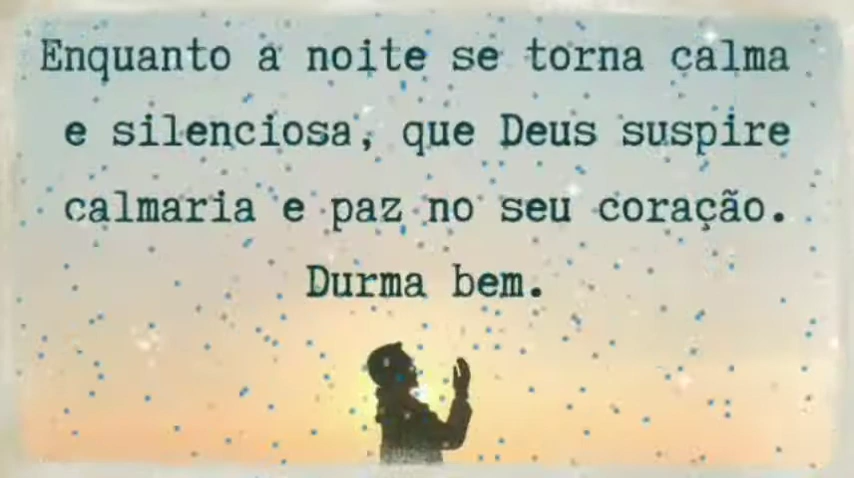 Enquanto a noite se torna calma
e silenciosa, que Deus suspire
calmaria e paz no seu coração.
Durma bem.